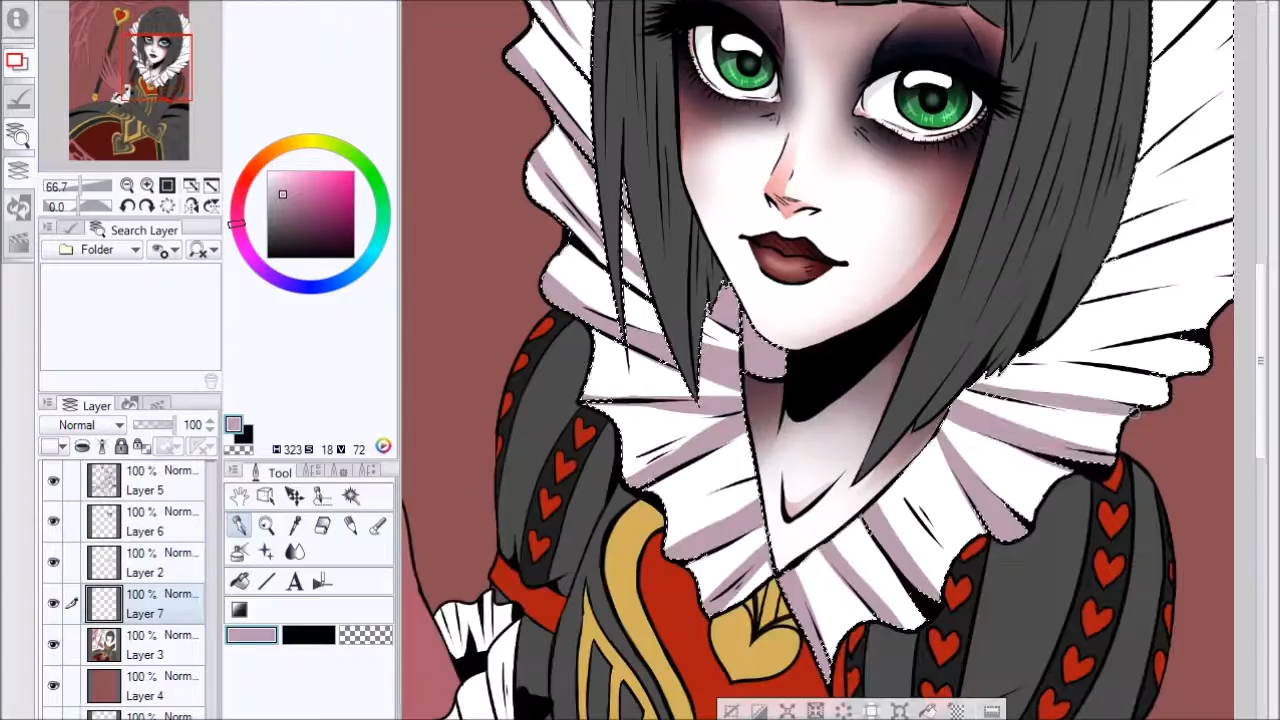 66.7
0.0
Search Layer
Folder
Layer
Normal 100
100 % Norm...
Layer 5
100 % Norm...
Layer 6
100 % Norm...
Layer 2
100 % Norm...
Layer 7
100 % Norm...
Layer 3
100 % Norm...
Layer 4
H 323 S 18 V 72
Tool
A